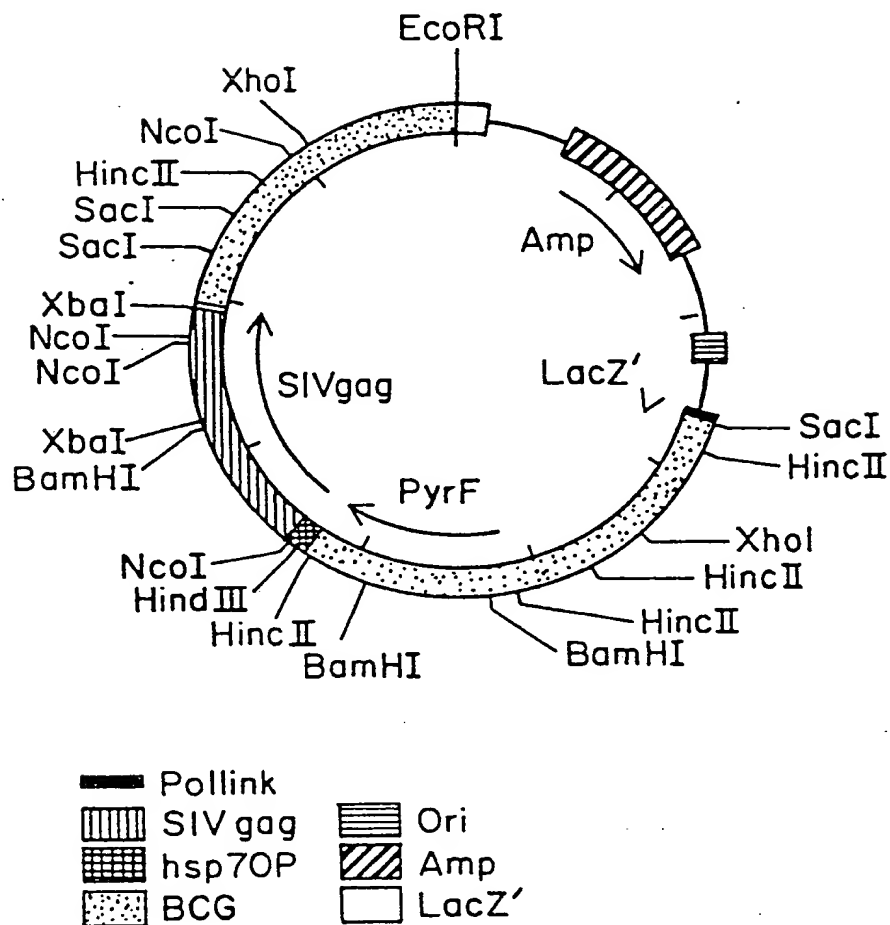 EcoRI
XhoI
NcoI
HincII
SacI
SacI
XbaI
NcoI
NcoI
XbaI
BamHI
NcoI
HindIII
HincII
BamHI
BamHI
HincII
HincII
XhoI
HincII
SacI
Amp
LacZ'
SIVgag
PyrF
Pollink
SIV gag
hsp70P
BCG
Ori
Amp
LacZ'